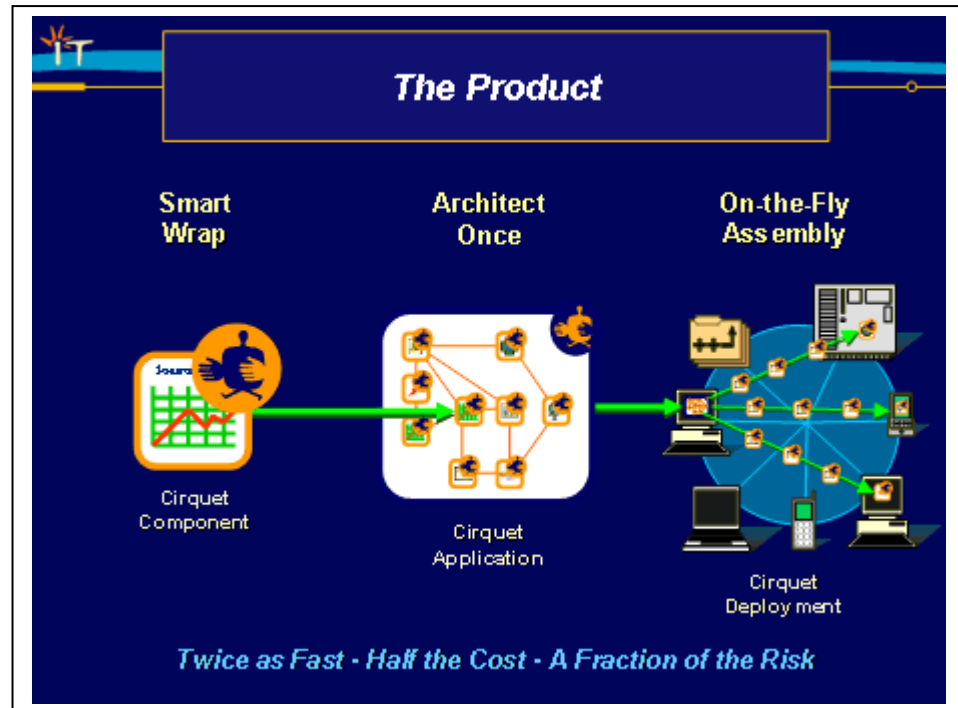 IT
The Product
Smart
Wrap
Architect
Once
On-the-Fly
Assembly
Cirquet
Component
Cirquet
Application
Cirquet
Deployment
Twice as Fast - Half the Cost - A Fraction of the Risk